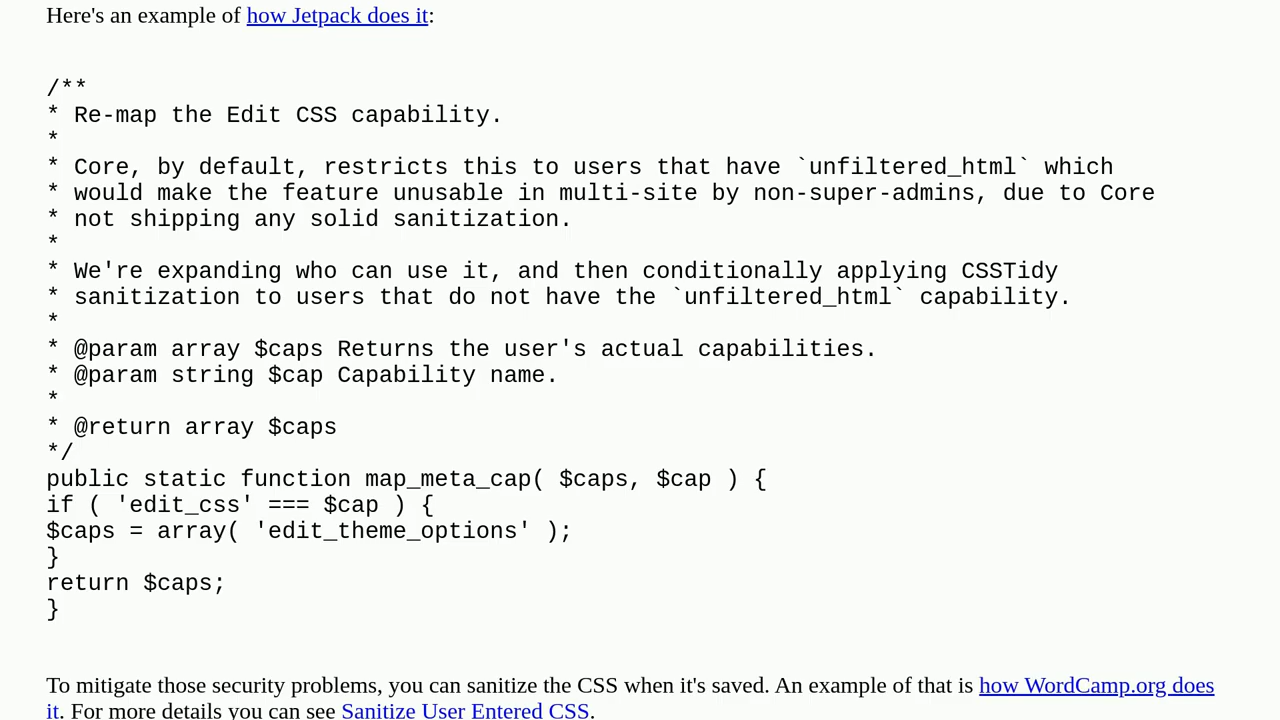 Here's an example of how Jetpack does it:
/**
* Re-map the Edit CSS capability.
*
* Core, by default, restricts this to users that have `unfiltered_html` which
* would make the feature unusable in multi-site by non-super-admins, due to Core
* not shipping any solid sanitization.
*
* We're expanding who can use it, and then conditionally applying CSSTidy
* sanitization to users that do not have the `unfiltered_html` capability.
*
* @param array $caps Returns the user's actual capabilities.
* @param string $cap Capability name.
*
* @return array $caps
*/
public static function map_meta_cap( $caps, $cap ) {
if ( 'edit_css' === $cap ) {
$caps = array( 'edit_theme_options' );
}
return $caps;
}
To mitigate those security problems, you can sanitize the CSS when it's saved. An example of that is how WordCamp.org does
it. For more details you can see Sanitize User Entered CSS.